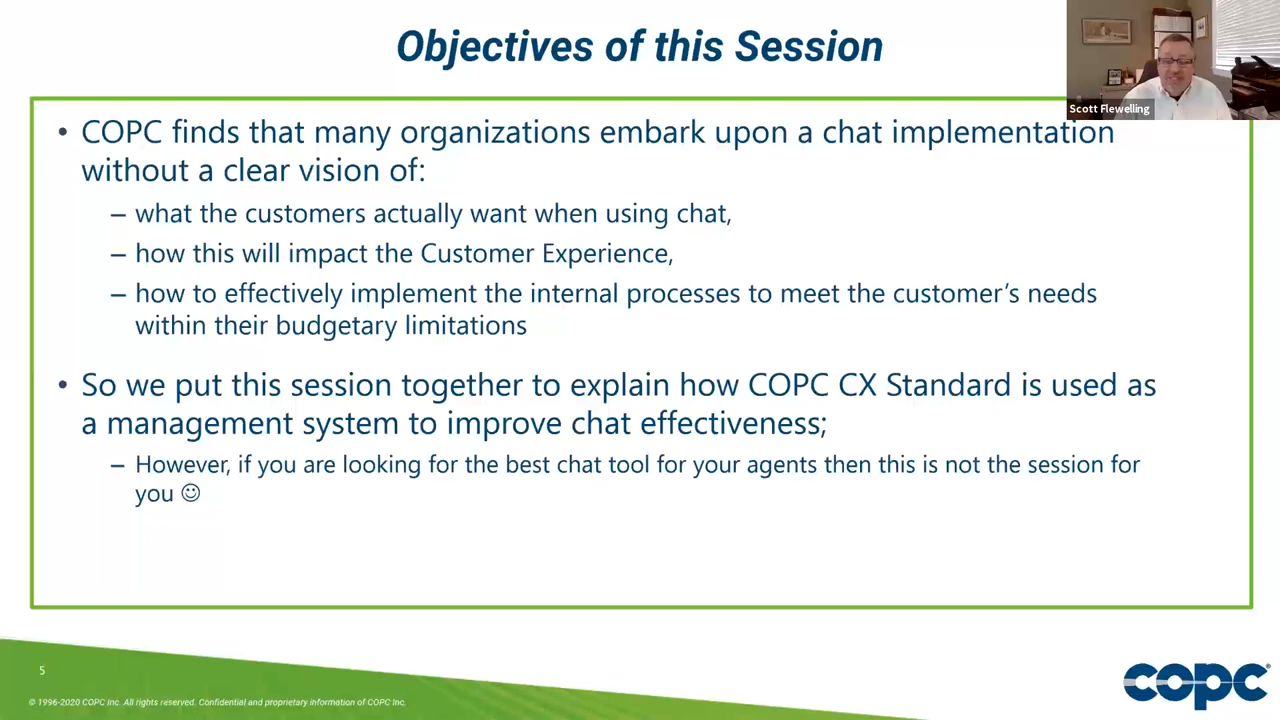 Objectives of this Session
Scott Flewelling
• COPC finds that many organizations embark upon a chat implementation
without a clear vision of:
– what the customers actually want when using chat,
– how this will impact the Customer Experience,
– how to effectively implement the internal processes to meet the customer’s needs
within their budgetary limitations
• So we put this session together to explain how COPC CX Standard is used as
a management system to improve chat effectiveness;
– However, if you are looking for the best chat tool for your agents then this is not the session for
you ☺
5
© 1996-2020 COPC Inc. All rights reserved. Confidential and proprietary information of COPC Inc.
copc®